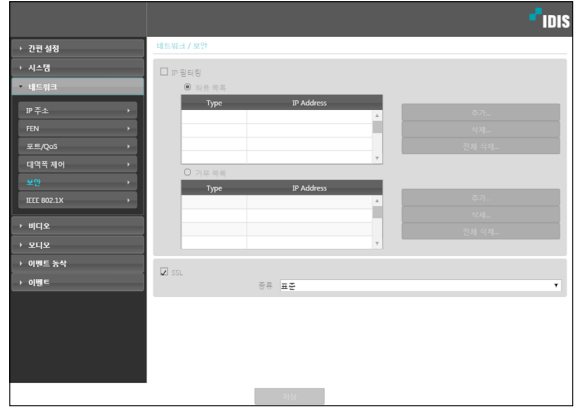 IDIS
간편 설정
시스템
네트워크
IP 주소
FEN
포트/QoS
대역폭 제어
보안
IEEE 802.1X
비디오
오디오
이벤트 동작
이벤트
네트워크 / 보안
IP 필터링
허용 목록
Type IP Address
추가...
삭제...
전체 삭제...
거부 목록
Type IP Address
추가...
삭제...
전체 삭제...
SSL
종류 표준
저장